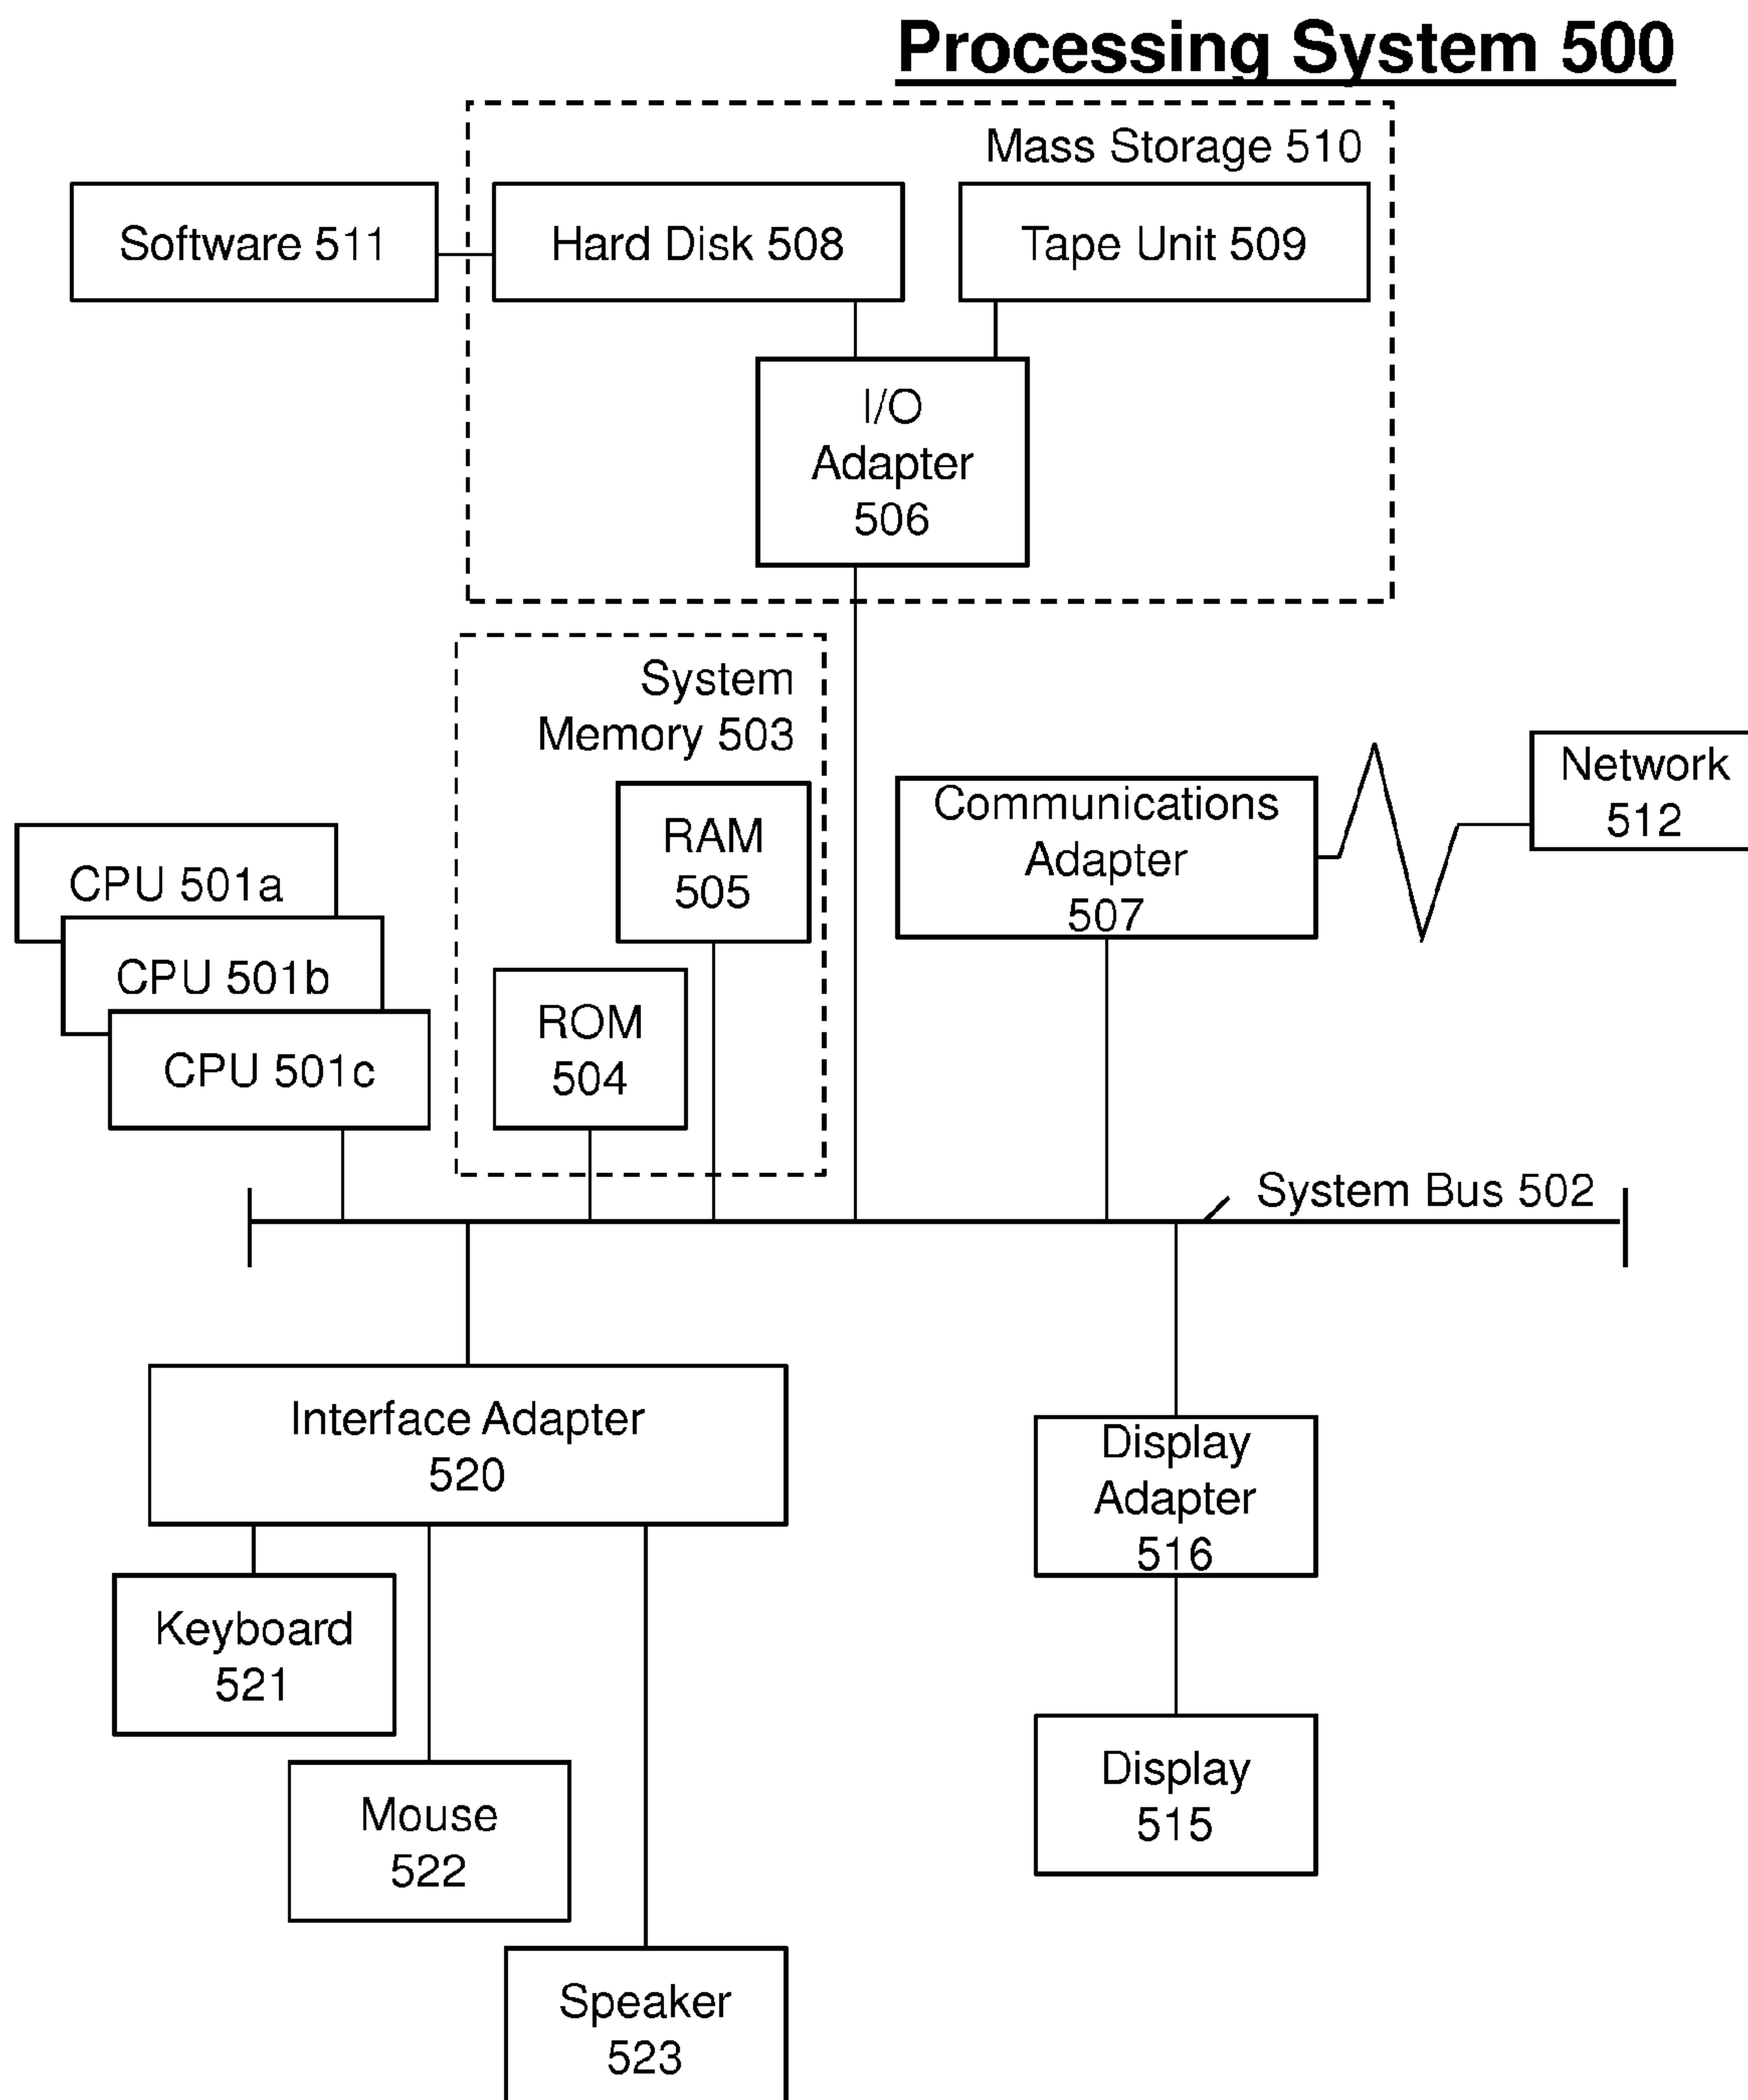 Processing System 500
Mass Storage 510
Software 511
Hard Disk 508
Tape Unit 509
I/O
Adapter
506
System
Memory 503
Network
512
RAM
505
Communications
Adapter
507
CPU 501a
CPU 501b
CPU 501c
ROM
504
System Bus 502
Interface Adapter
520
Display
Adapter
516
Keyboard
521
Mouse
522
Display
515
Speaker
523